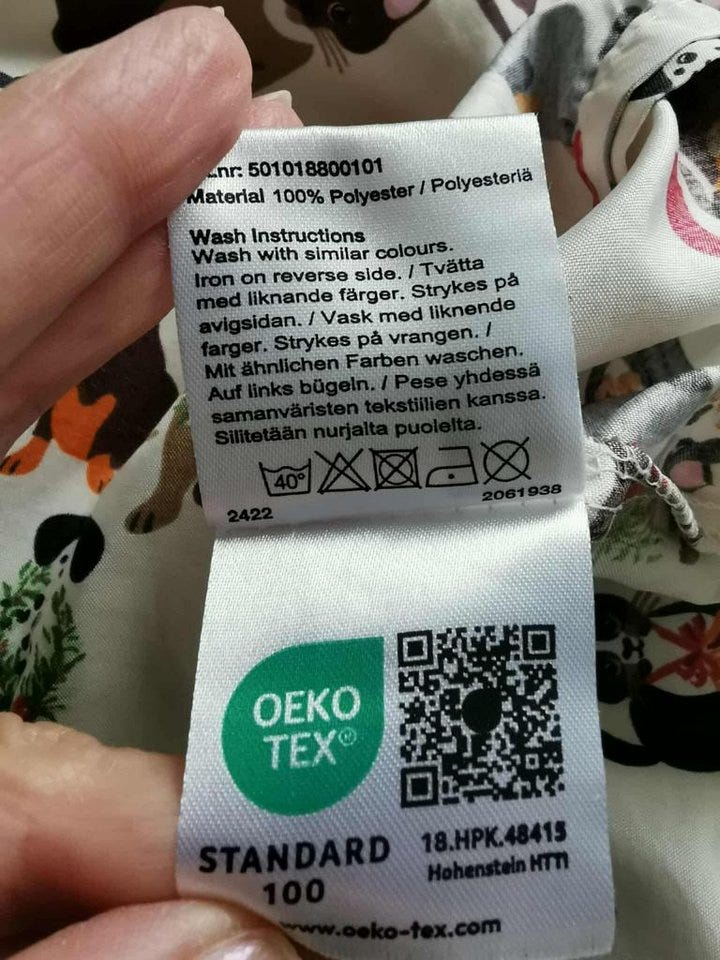 nr: 501018800101
Material 100% Polyester / Polyesteriä
Wash Instructions
Wash with similar colours.
Iron on reverse side. / Tvätta
med liknande färger. Strykes på
avigsidan. / Vask med liknende
farger. Strykes på vrangen. /
Mit ähnlichen Farben waschen.
Auf links bügeln. / Pese yhdessä
samanväristen tekstiilien kanssa.
Silitetään nurjalta puolelta.
40°
2422 2061938
OEKO
TEX®
STANDARD
100
18.HPK.48415
Hohenstein HTTI
www.oeko-tex.com